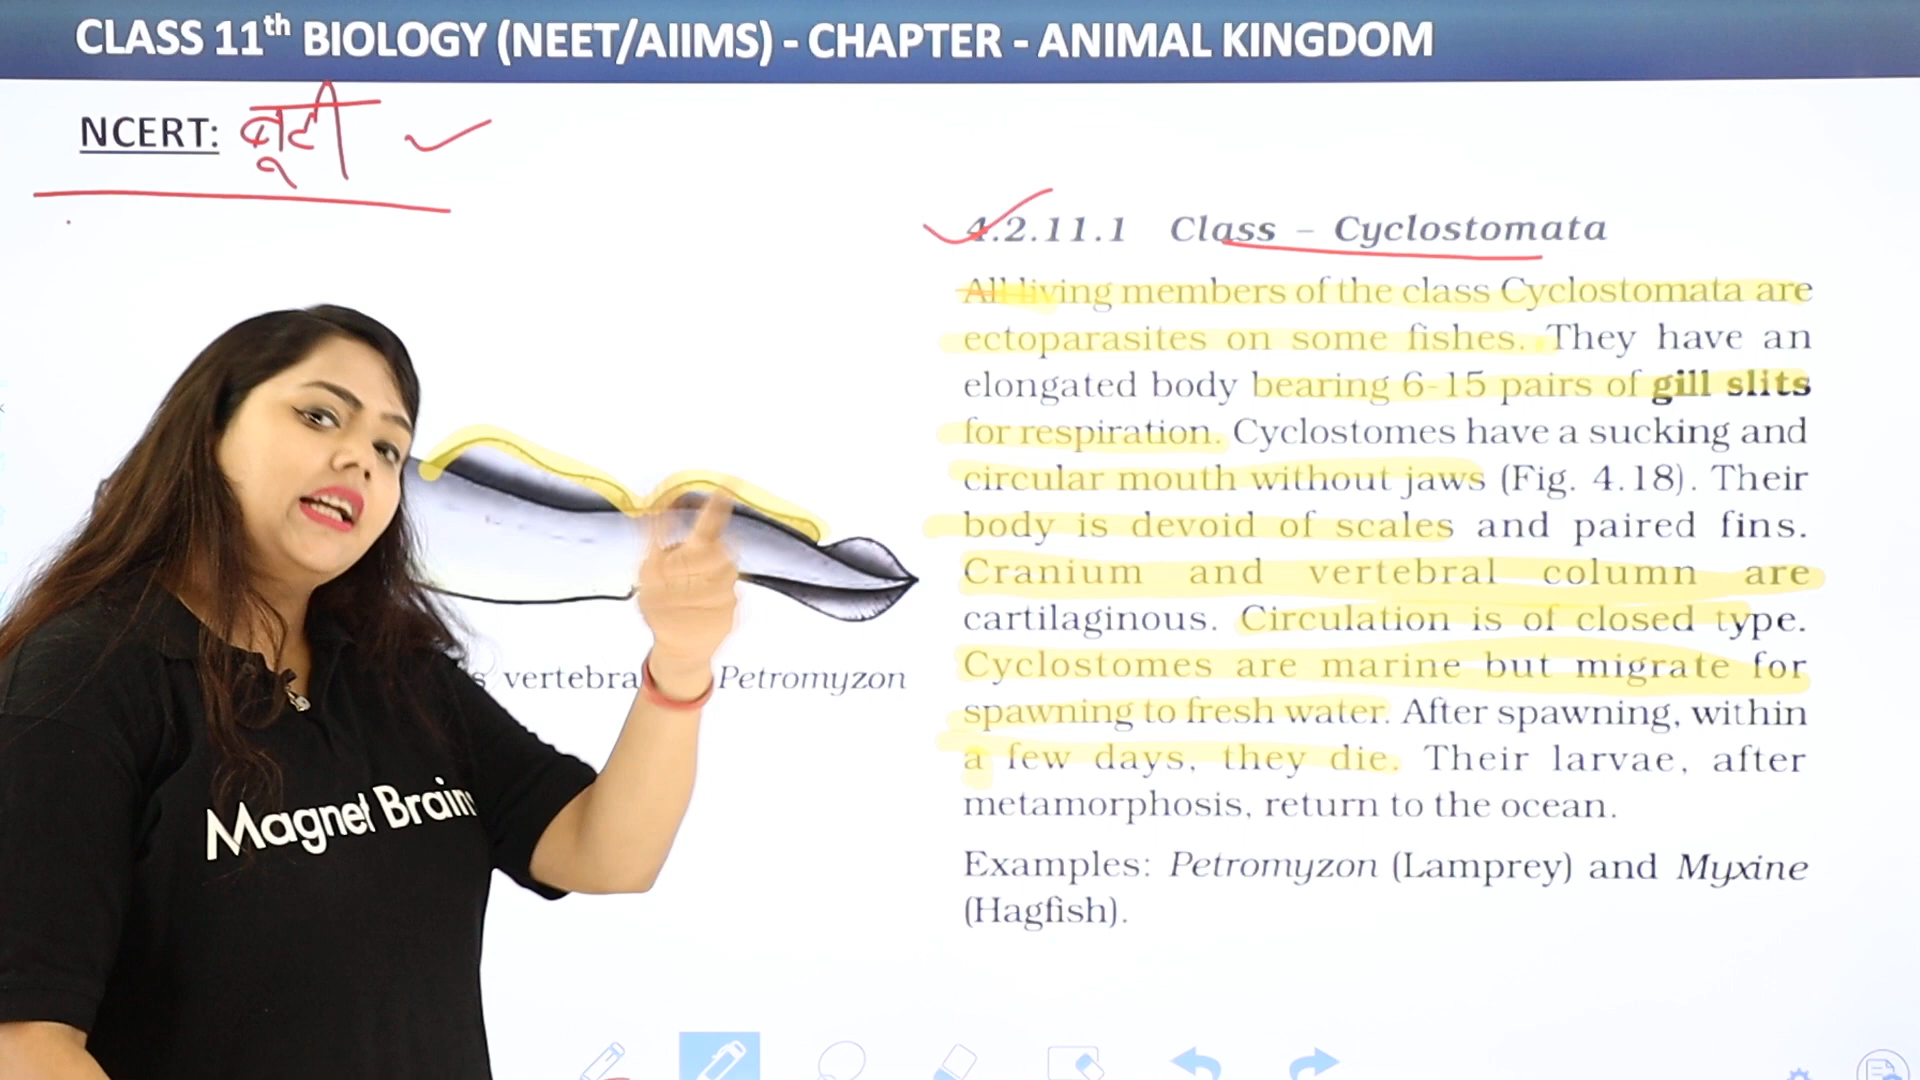 CLASS 11th BIOLOGY (NEET/AIIMS) - CHAPTER - ANIMAL KINGDOM
NCERT: बूटी
4.2.11.1 Class – Cyclostomata
All living members of the class Cyclostomata are
ectoparasites on some fishes. They have an
elongated body bearing 6-15 pairs of gill slits
for respiration. Cyclostomes have a sucking and
circular mouth without jaws (Fig. 4.18). Their
body is devoid of scales and paired fins.
Cranium and vertebral column are
cartilaginous. Circulation is of closed type.
Cyclostomes are marine but migrate for
spawning to fresh water. After spawning, within
a few days, they die. Their larvae, after
metamorphosis, return to the ocean.
Examples: Petromyzon (Lamprey) and Myxine
(Hagfish).
Petromyzon
Magnet Brains